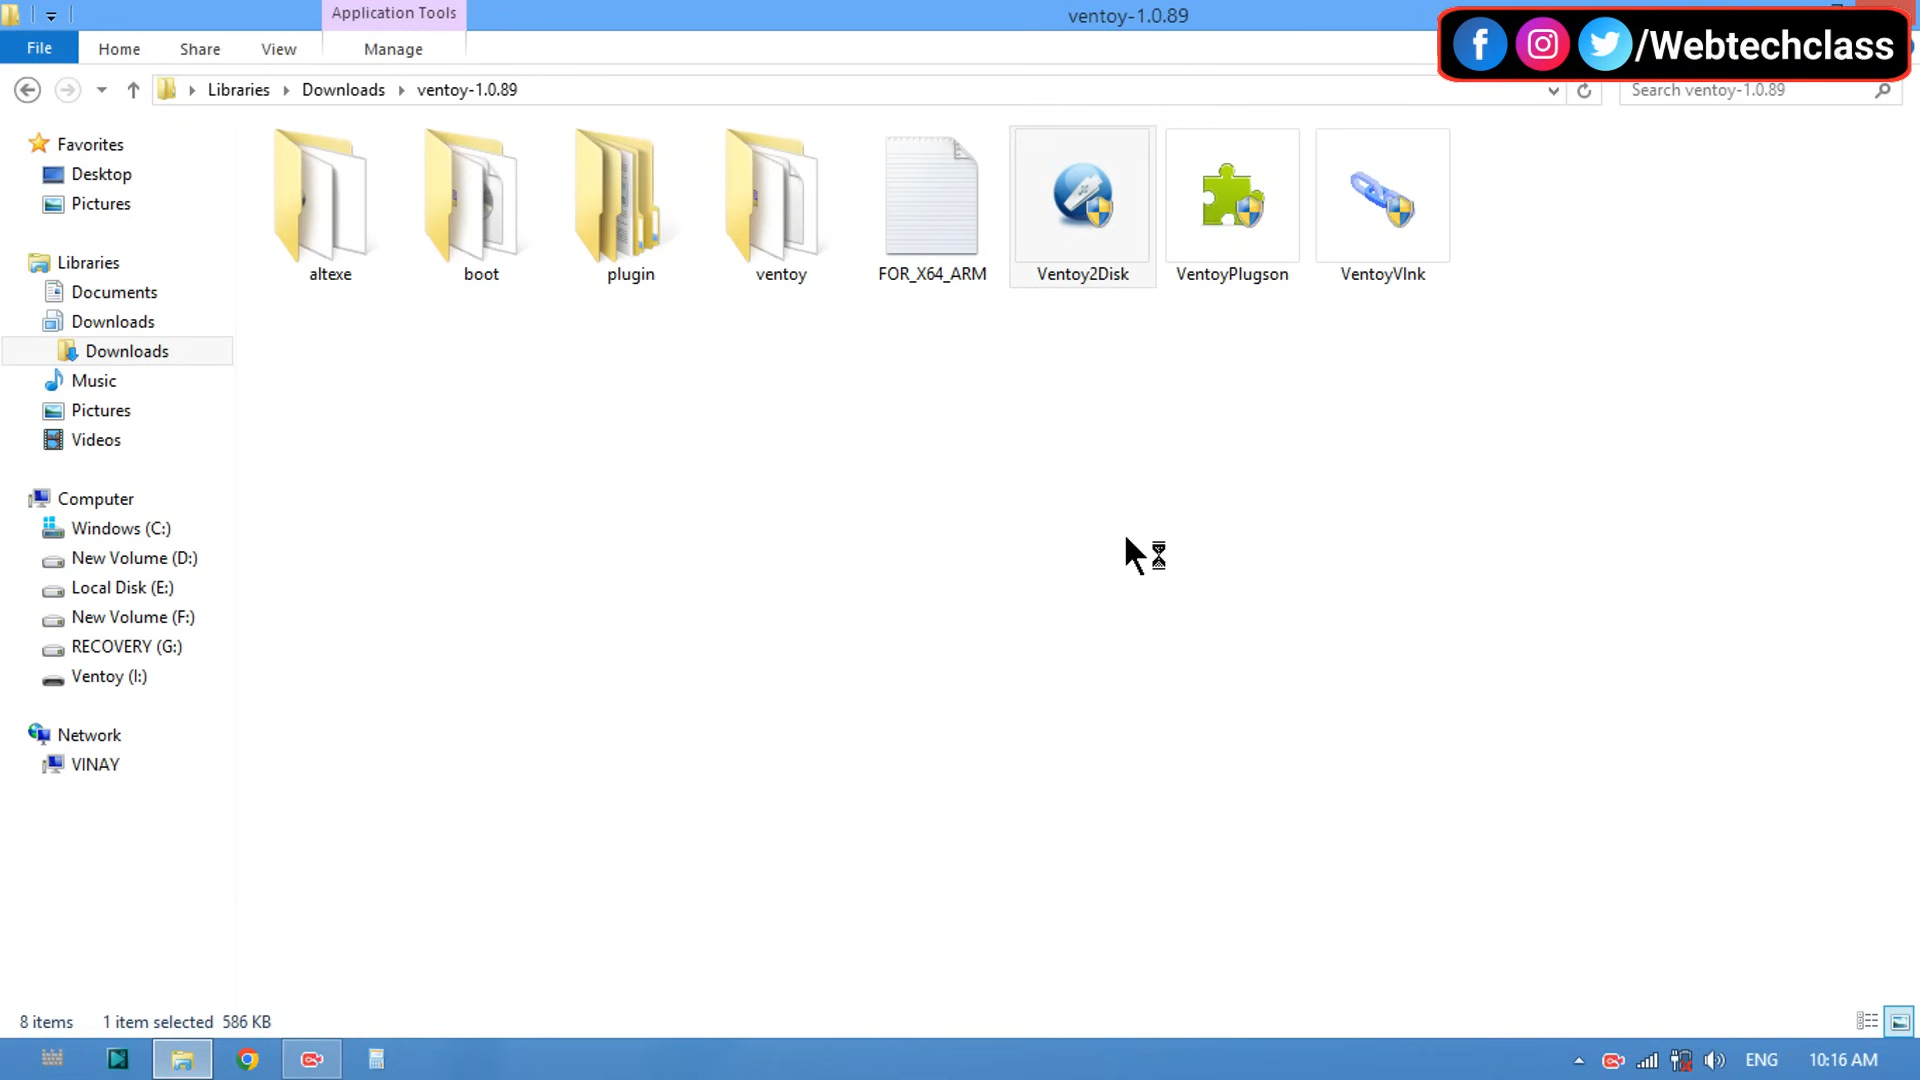 Application Tools
ventoy-1.0.89
File
Home
Share
View
Manage
/Webtechclass
Libraries
Downloads
ventoy-1.0.89
Search ventoy-1.0.89
Favorites
Desktop
Pictures
Libraries
Documents
Downloads
Downloads
Music
Pictures
Videos
Computer
Windows (C:)
New Volume (D:)
Local Disk (E:)
New Volume (F:)
RECOVERY (G:)
Ventoy (I:)
Network
VINAY
altexe
boot
plugin
ventoy
FOR_X64_ARM
Ventoy2Disk
VentoyPlugson
VentoyVlnk
8 items
1 item selected 586 KB
ENG
10:16 AM